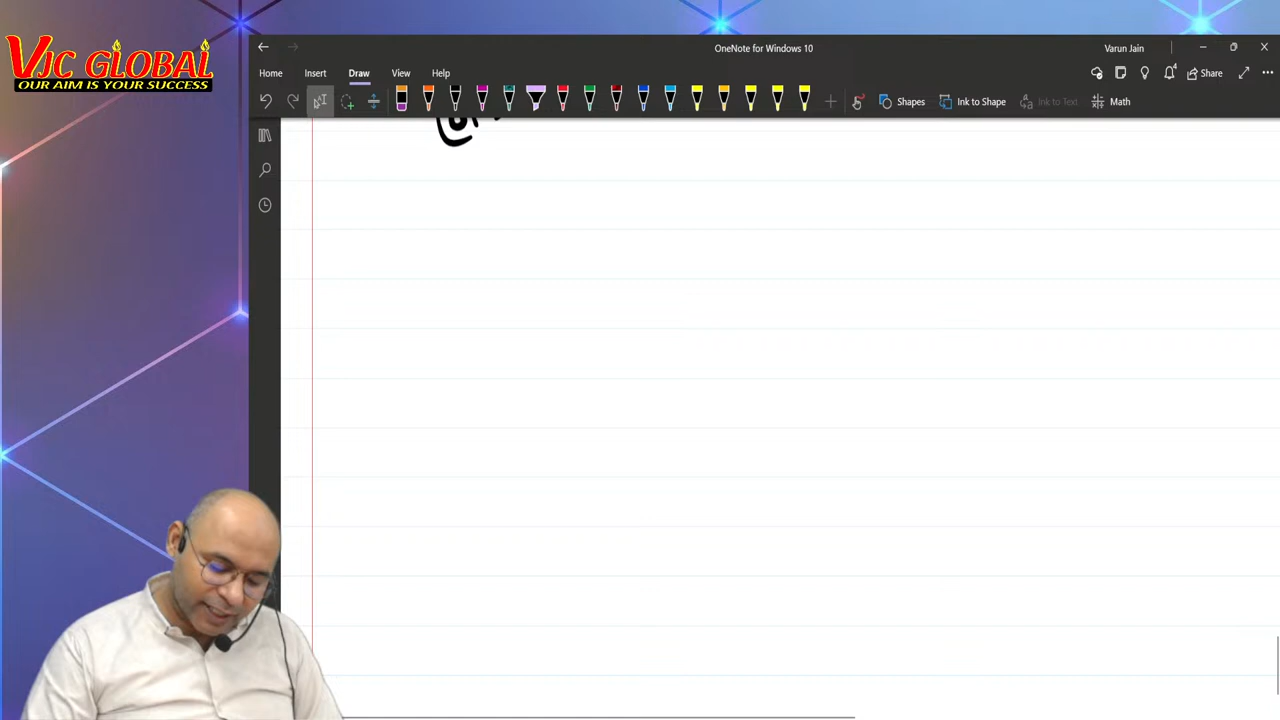 VJC GLOBAL
OUR AIM IS YOUR SUCCESS
OneNote for Windows 10
Varun Jain
Home Insert Draw View Help
4 Share
Shapes Ink to Shape Ink to Text Math